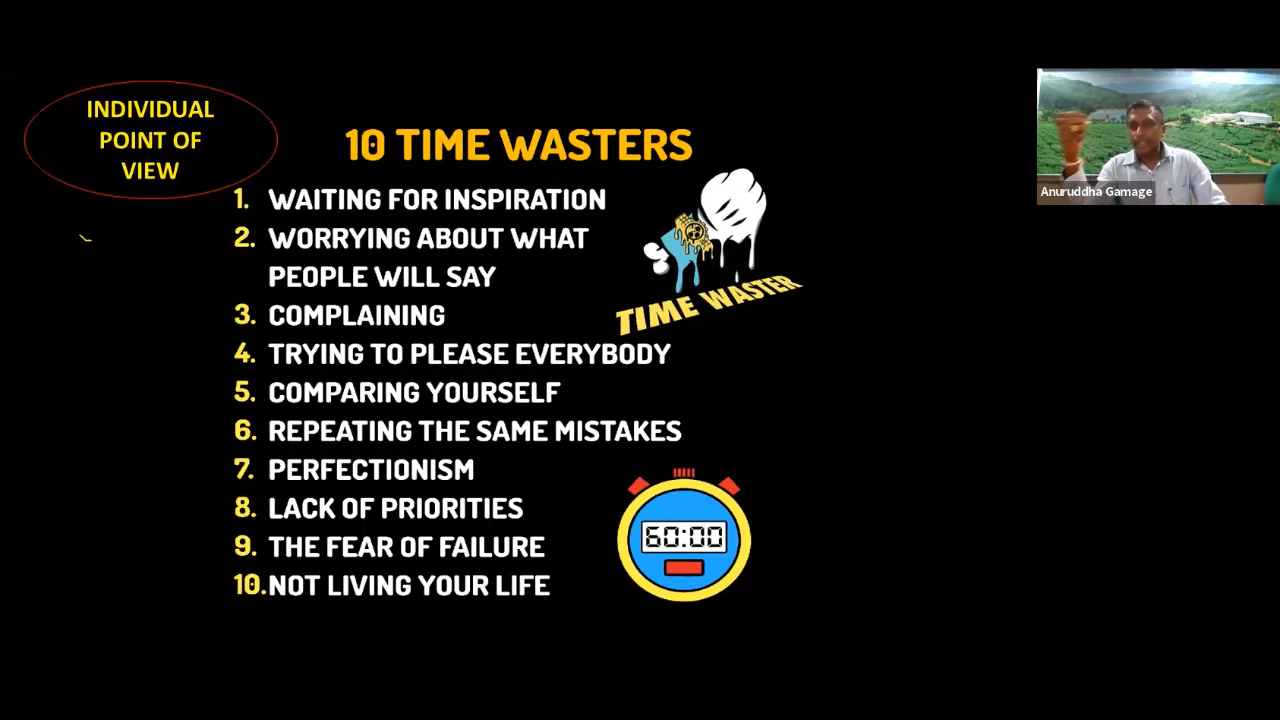 INDIVIDUAL
POINT OF
VIEW
10 TIME WASTERS
1. WAITING FOR INSPIRATION
2. WORRYING ABOUT WHAT
PEOPLE WILL SAY
3. COMPLAINING
4. TRYING TO PLEASE EVERYBODY
5. COMPARING YOURSELF
6. REPEATING THE SAME MISTAKES
7. PERFECTIONISM
8. LACK OF PRIORITIES
9. THE FEAR OF FAILURE
10. NOT LIVING YOUR LIFE
TIME WASTER
60:00
Anuruddha Gamage